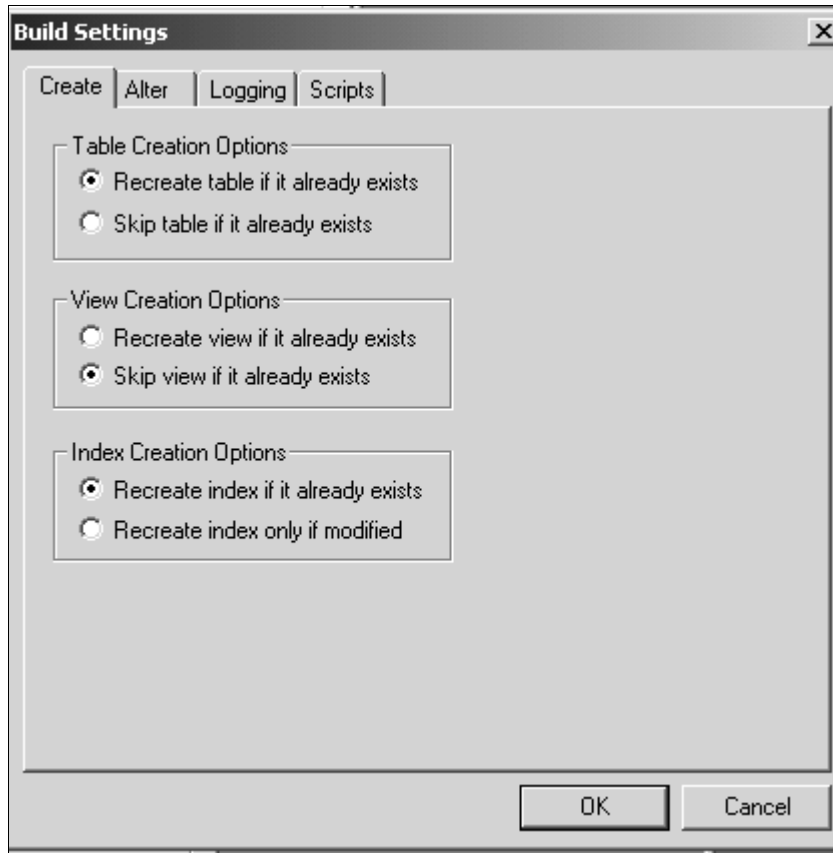 Build Settings
Create Alter Logging Scripts
Table Creation Options
Recreate table if it already exists
Skip table if it already exists
View Creation Options
Recreate view if it already exists
Skip view if it already exists
Index Creation Options
Recreate index if it already exists
Recreate index only if modified
OK Cancel